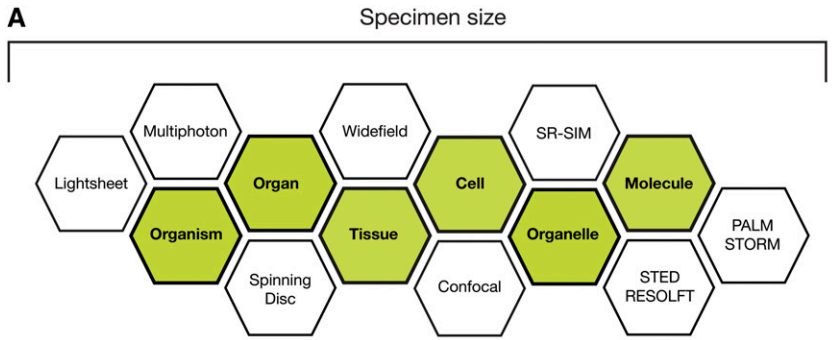 A
Specimen size
Multiphoton
Widefield
SR-SIM
Lightsheet
Organ
Cell
Molecule
Organism
Tissue
Organelle
PALM
STORM
Spinning
Disc
Confocal
STED
RESOLFT